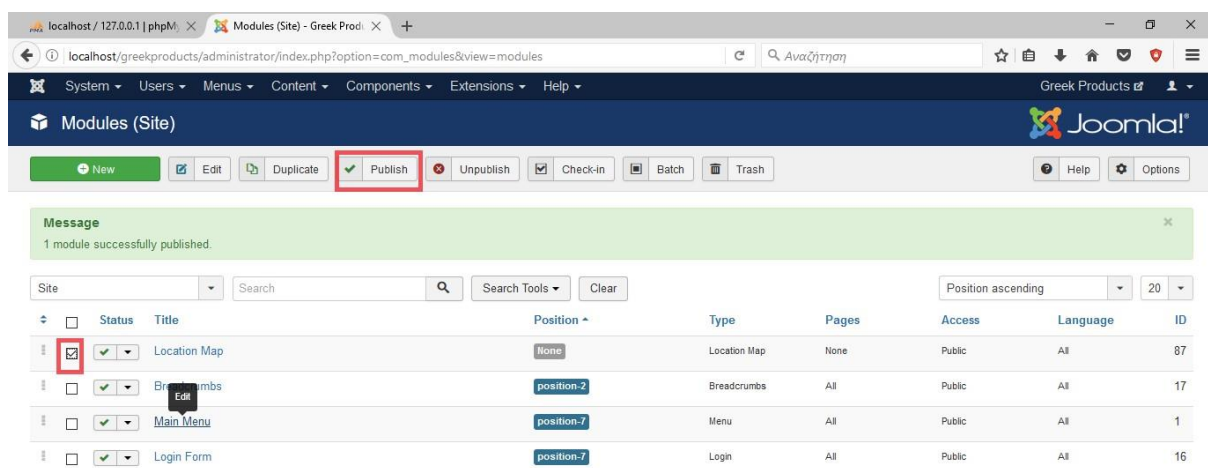 localhost / 127.0.0.1 | phpMy Modules (Site) - Greek Produ
localhost/greekproducts/administrator/index.php?option=com_modules&view=modules Αναζήτηση
System Users Menus Content Components Extensions Help Greek Products
Modules (Site) Joomla!
New Edit Duplicate Publish Unpublish Check-in Batch Trash Help Options
Message
1 module successfully published.
Site Search Search Tools Clear Position ascending 20
Status Title Position Type Pages Access Language ID
Location Map None Location Map None Public All 87
Breadcrumbs position-2 Breadcrumbs All Public All 17
Edit
Main Menu position-7 Menu All Public All 1
Login Form position-7 Login All Public All 16